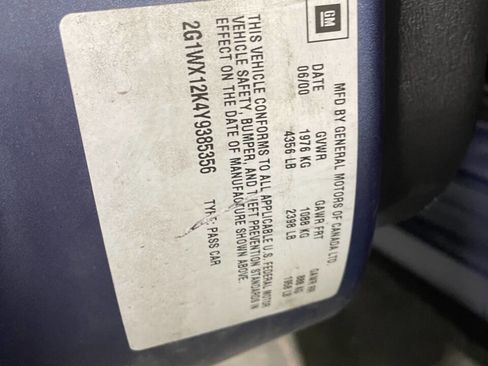 GM
MFD BY GENERAL MOTORS OF CANADA LTD.
DATE GVWR GAWR FRT GAWR RR
06/00 1976 KG 1088 KG 888 KG
4356 LB 2398 LB 1958 LB
THIS VEHICLE CONFORMS TO ALL APPLICABLE U.S. FEDERAL MOTOR
VEHICLE SAFETY, BUMPER, AND THEFT PREVENTION STANDARDS IN
EFFECT ON THE DATE OF MANUFACTURE SHOWN ABOVE.
2G1WX12K4Y9385356 TYPE: PASS CAR